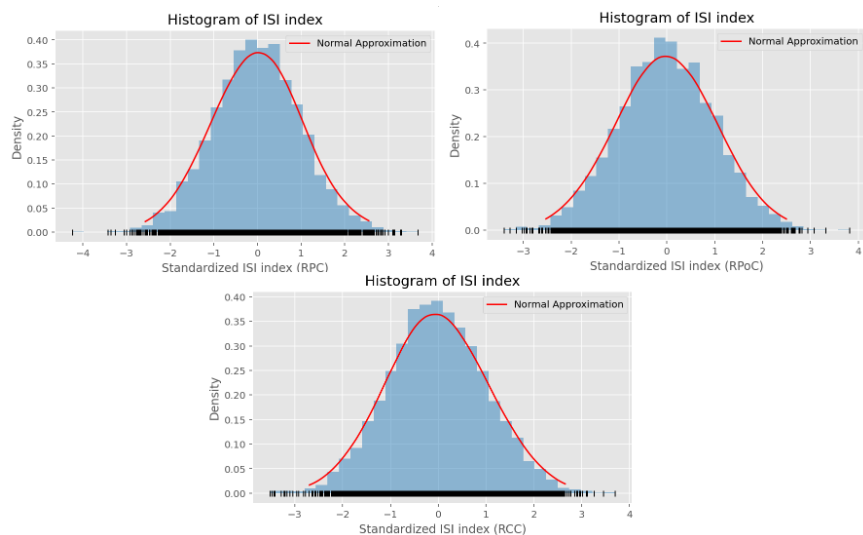 Histogram of ISI index
Normal Approximation
Density
0.40
0.35
0.30
0.25
0.20
0.15
0.10
0.05
0.00
−4 −3 −2 −1 0 1 2 3 4
Standardized ISI index (RPC)
Histogram of ISI index
Normal Approximation
Density
0.4
0.3
0.2
0.1
0.0
−3 −2 −1 0 1 2 3 4
Standardized ISI index (RPoC)
Histogram of ISI index
Normal Approximation
Density
0.40
0.35
0.30
0.25
0.20
0.15
0.10
0.05
0.00
−3 −2 −1 0 1 2 3 4
Standardized ISI index (RCC)